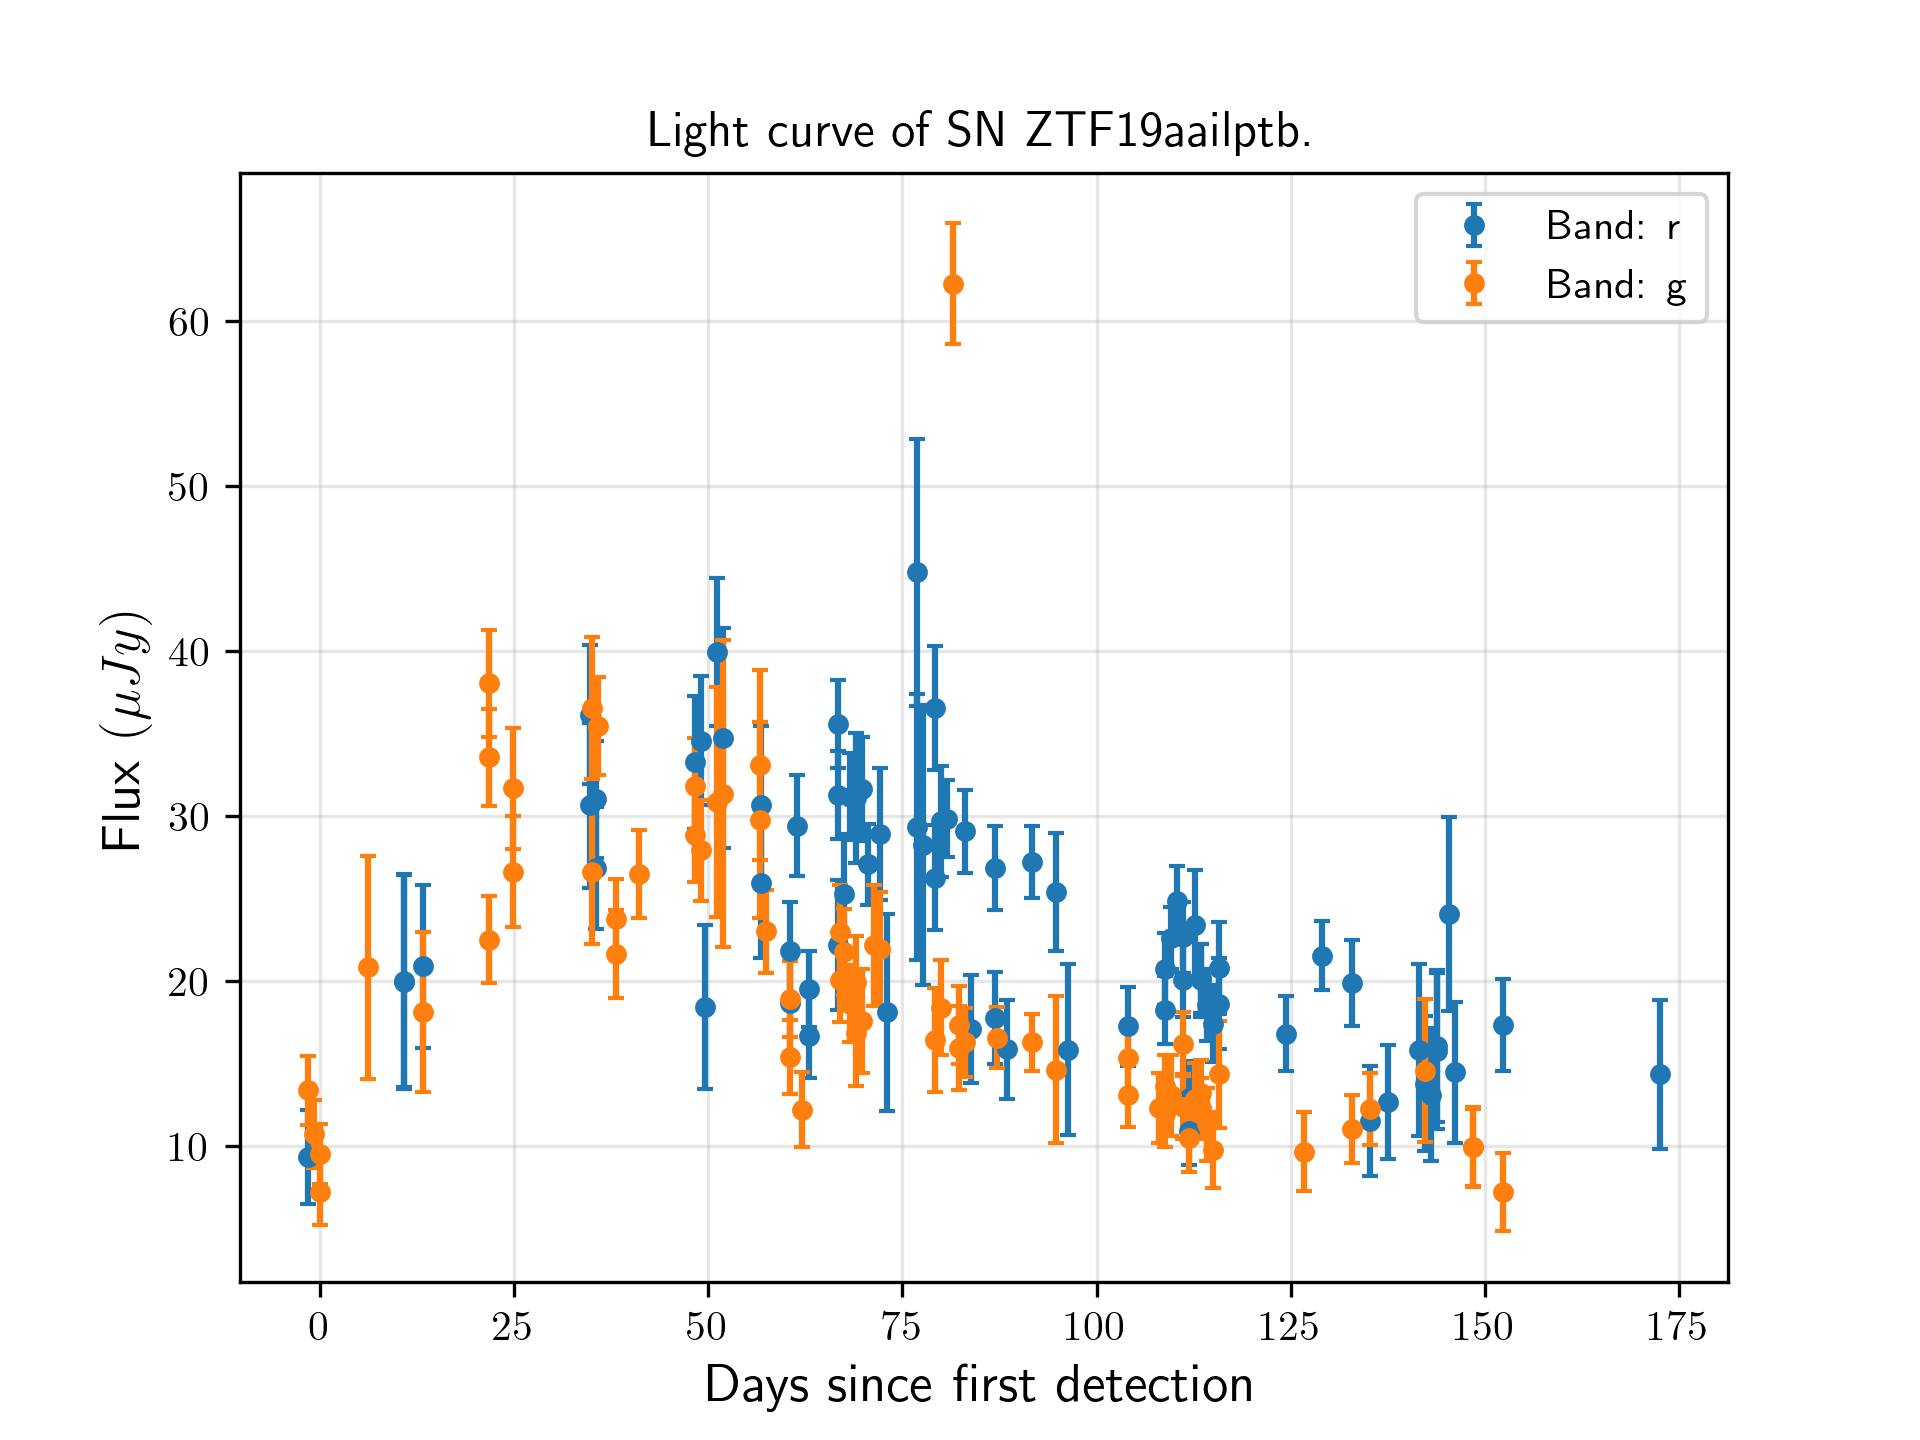 Light curve of SN ZTF19aailptb.
Band: r
Band: g
Flux (μJy)
60
50
40
30
20
10
0 25 50 75 100 125 150 175
Days since first detection